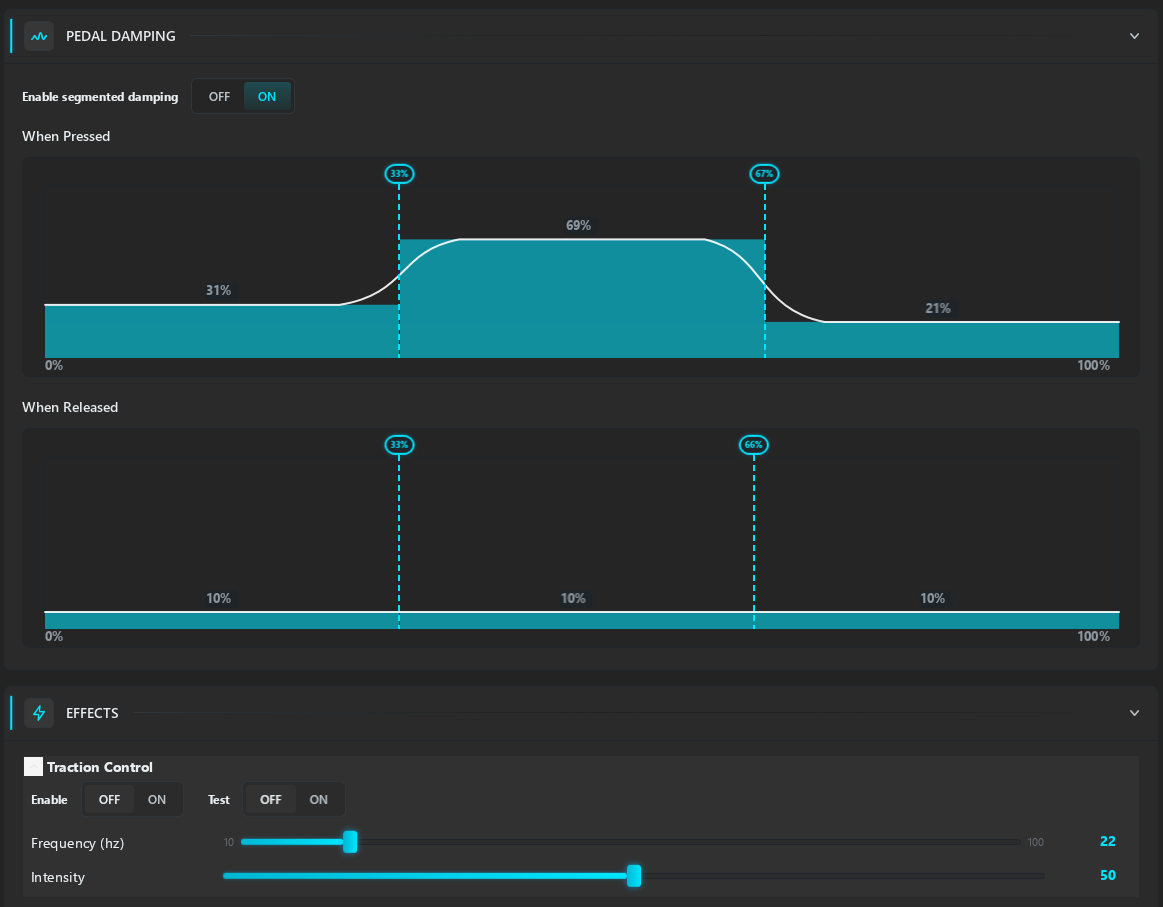 PEDAL DAMPING
Enable segmented damping OFF ON
When Pressed
33% 67%
69%
31%
21%
0% 100%
When Released
33% 66%
10% 10% 10%
0% 100%
EFFECTS
Traction Control
Enable OFF ON Test OFF ON
Frequency (hz) 10 100 22
Intensity 50